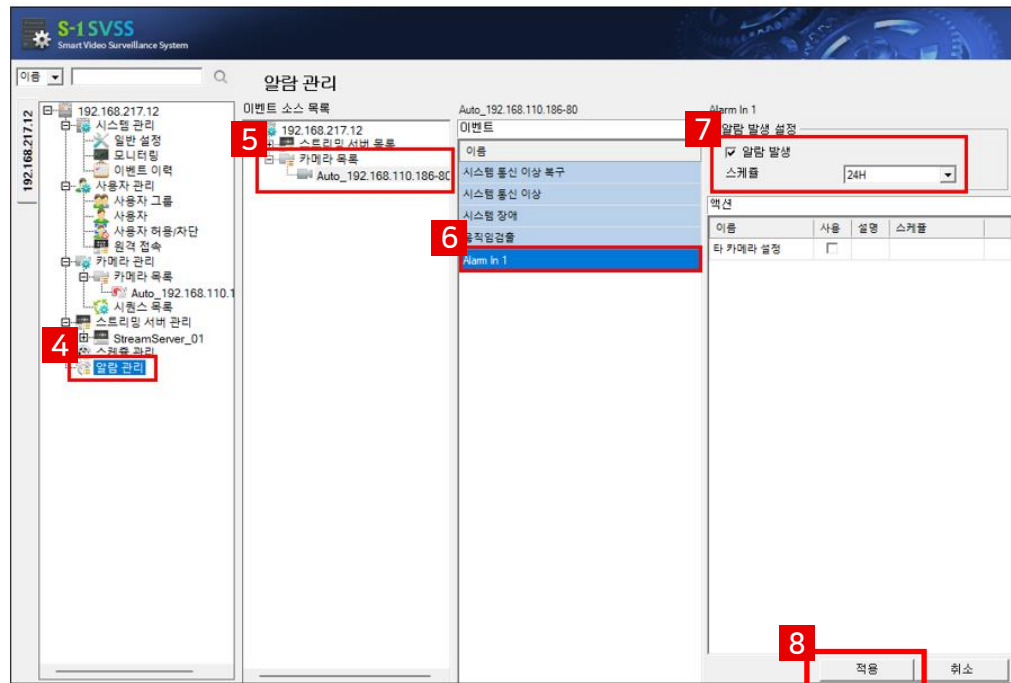 S-1 SVSS
Smart Video Surveillance System
이름
알람 관리
192.168.217.12
192.168.217.12
시스템 관리
일반 설정
모니터링
이벤트 이력
사용자 관리
사용자 그룹
사용자
사용자 허용/차단
원격 접속
카메라 관리
카메라 목록
Auto_192.168.110.1
시퀀스 목록
스트리밍 서버 관리
StreamServer_01
4
스케쥴 관리
알람 관리
이벤트 소스 목록
5
192.168.217.12
스트리밍 서버 목록
카메라 목록
Auto_192.168.110.186-80
Auto_192.168.110.186-80
이벤트
이름
시스템 통신 이상 복구
시스템 통신 이상
시스템 장애
6
움직임검출
Alarm In 1
Alarm In 1
7
알람 발생 설정
알람 발생
스케쥴
24H
액션
이름 사용 설명 스케쥴
타 카메라 설정
8
적용 취소